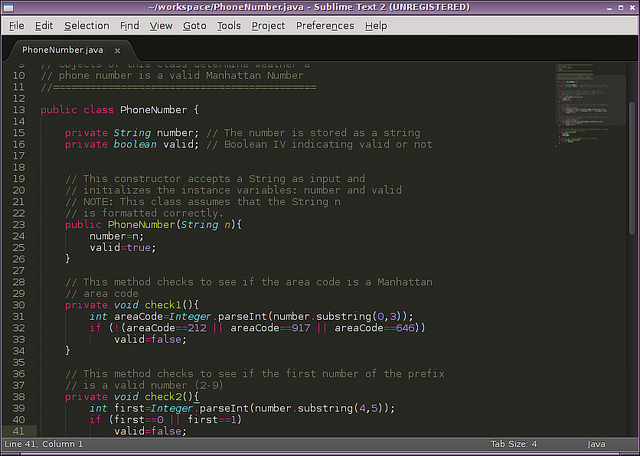 ~/workspace/PhoneNumber.java - Sublime Text 2 (UNREGISTERED)
File Edit Selection Find View Goto Tools Project Preferences Help
PhoneNumber.java x
9 // Objects of this class determine weather a
10 // phone number is a valid Manhattan Number
11 //===========================================
12
13 public class PhoneNumber {
14
15 private String number; // The number is stored as a string
16 private boolean valid; // Boolean IV indicating valid or not
17
18
19 // This constructor accepts a String as input and
20 // initializes the instance variables: number and valid
21 // NOTE: This class assumes that the String n
22 // is formatted correctly.
23 public PhoneNumber(String n){
24 number=n;
25 valid=true;
26 }
27
28 // This method checks to see if the area code is a Manhattan
29 // area code
30 private void check1(){
31 int areaCode=Integer.parseInt(number.substring(0,3));
32 if (!(areaCode==212 || areaCode==917 || areaCode==646))
33 valid=false;
34 }
35
36 // This method checks to see if the first number of the prefix
37 // is a valid number (2-9)
38 private void check2(){
39 int first=Integer.parseInt(number.substring(4,5));
40 if (first==0 || first==1)
41 valid=false;
Line 41, Column 1 Tab Size: 4 Java